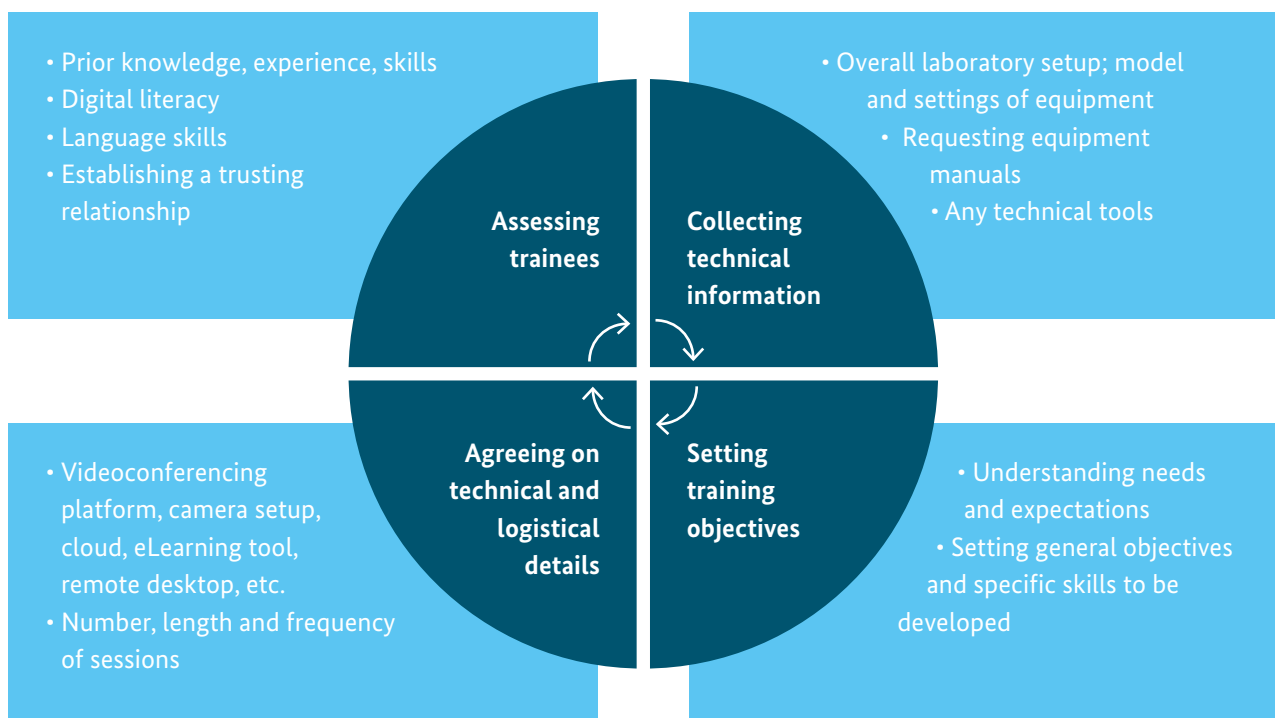 • Prior knowledge, experience, skills
• Digital literacy
• Language skills
• Establishing a trusting
relationship
Assessing
trainees
• Overall laboratory setup; model
and settings of equipment
• Requesting equipment
manuals
• Any technical tools
Collecting
technical
information
• Videoconferencing
platform, camera setup,
cloud, eLearning tool,
remote desktop, etc.
• Number, length and frequency
of sessions
Agreeing on
technical and
logistical
details
Setting
training
objectives
• Understanding needs
and expectations
• Setting general objectives
and specific skills to be
developed